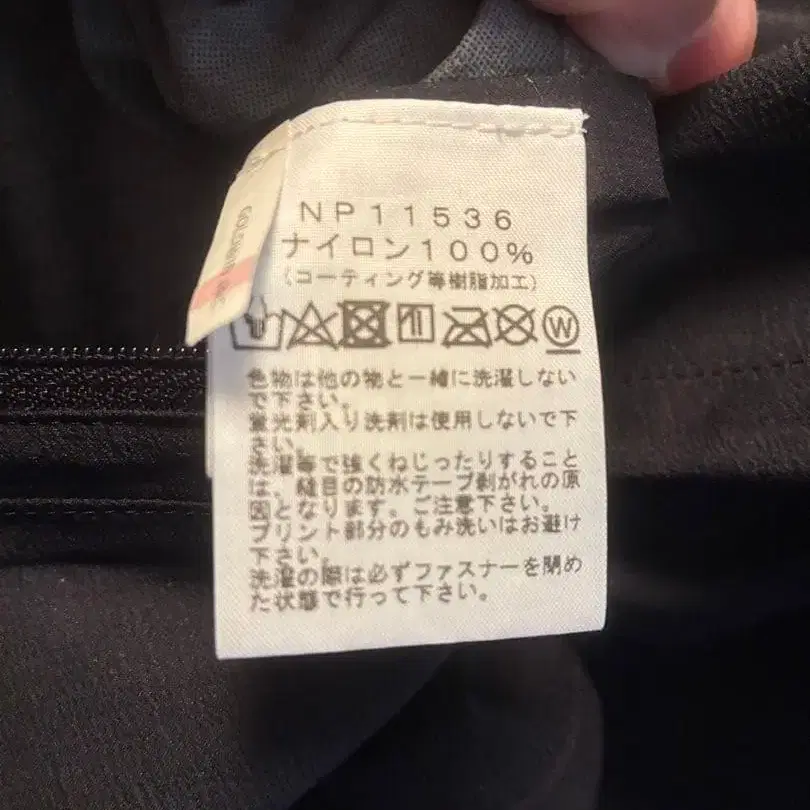 NP11536
ナイロン100%
(コーティング等樹脂加工)
W
色物は他の物と一緒に洗濯しない
で下さい。
蛍光剤入り洗剤は使用しないで下
さい。
洗濯等で強くねじったりすること
は、縫目の防水テープ剥がれの原
因となります。ご注意下さい。
プリント部分のもみ洗いはお避け
下さい。
洗濯の際は必ずファスナーを閉め
た状態で行って下さい。